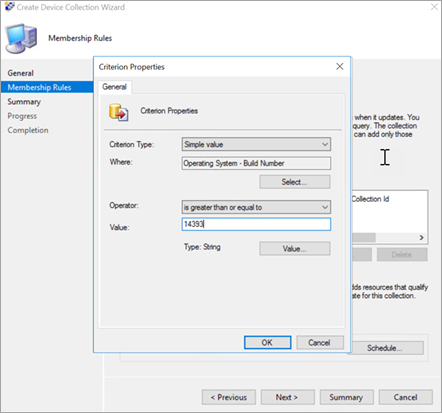 Create Device Collection Wizard
Membership Rules
General
Membership Rules
Summary
Progress
Completion
when it updates. You
query. The collection
can add only those
Collection Id
Delete
dds resources that qualify
ate for this collection.
Schedule...
Criterion Properties
General
Criterion Properties
Criterion Type:
Simple value
Where:
Operating System - Build Number
Select...
Operator:
is greater than or equal to
Value:
14393
Type: String
Value...
OK
Cancel
< Previous
Next >
Summary
Cancel